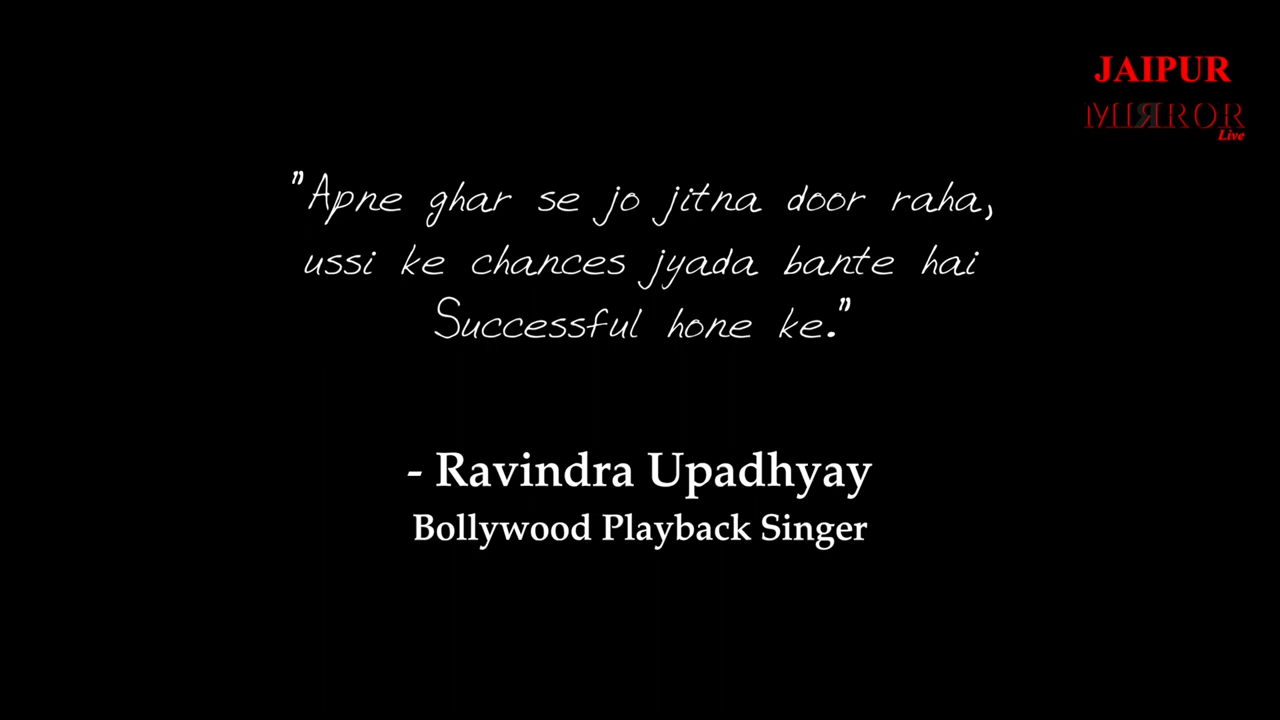 JAIPUR
MIRROR
Live
"Apne ghar se jo jitna door raha,
ussi ke chances jyada bante hai
Successful hone ke."
- Ravindra Upadhyay
Bollywood Playback Singer